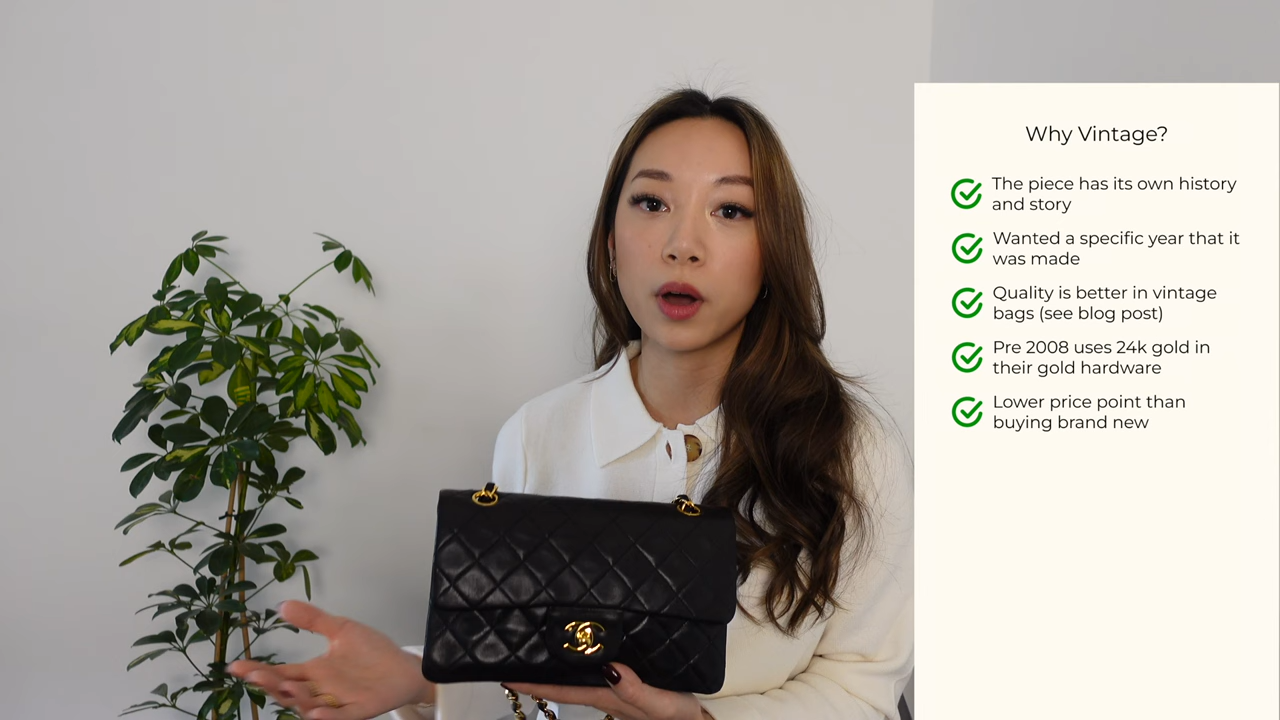 Why Vintage?
The piece has its own history
and story
Wanted a specific year that it
was made
Quality is better in vintage
bags (see blog post)
Pre 2008 uses 24k gold in
their gold hardware
Lower price point than
buying brand new